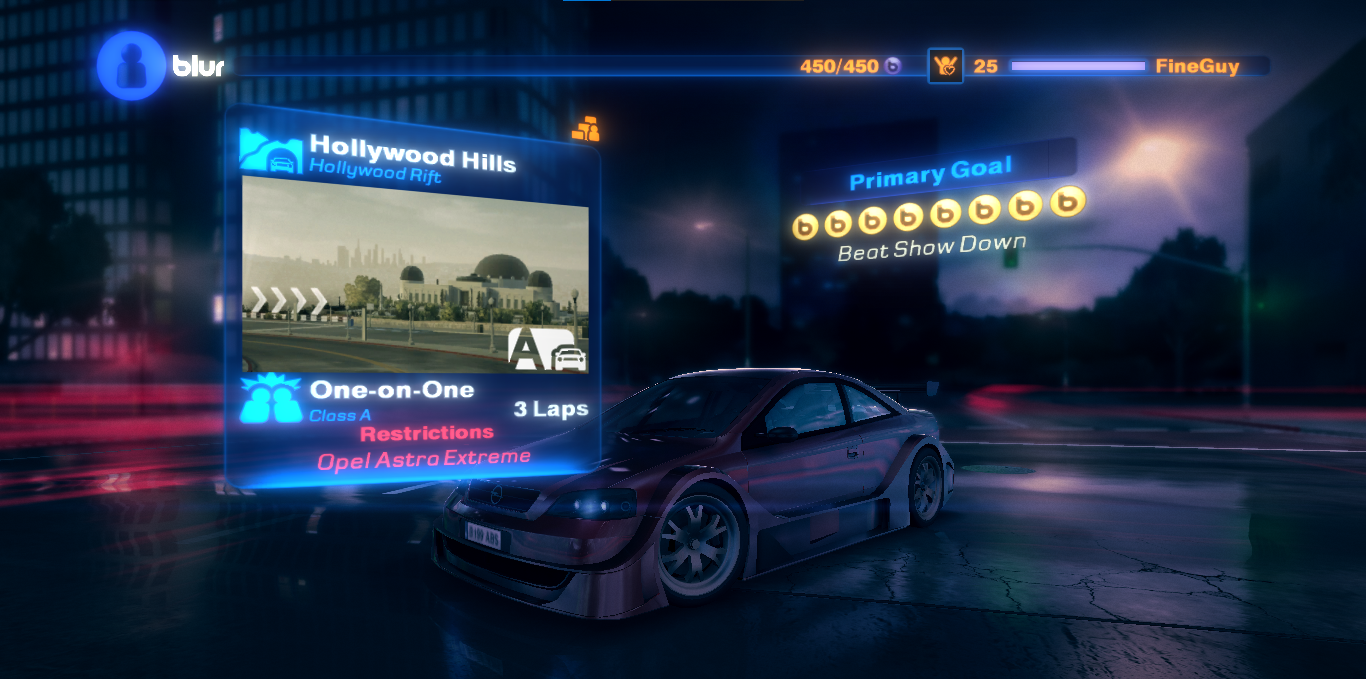 blur
450/450
25
FineGuy
Hollywood Hills
Hollywood Rift
A
One-on-One
Class A
3 Laps
Restrictions
Opel Astra Extreme
Primary Goal
Beat Show Down